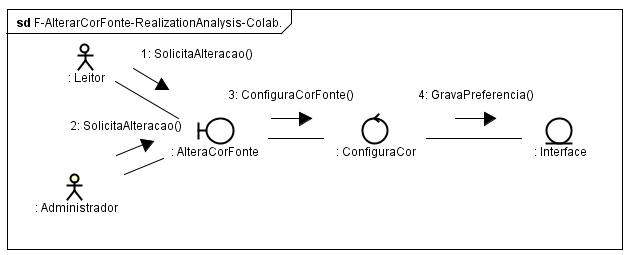 sd F-AlterarCorFonte-RealizationAnalysis-Colab.
1: SolicitaAlteracao()
: Leitor
3: ConfiguraCorFonte()
4: GravaPreferencia()
2: SolicitaAlteracao()
: AlteraCorFonte
: ConfiguraCor
: Interface
: Administrador